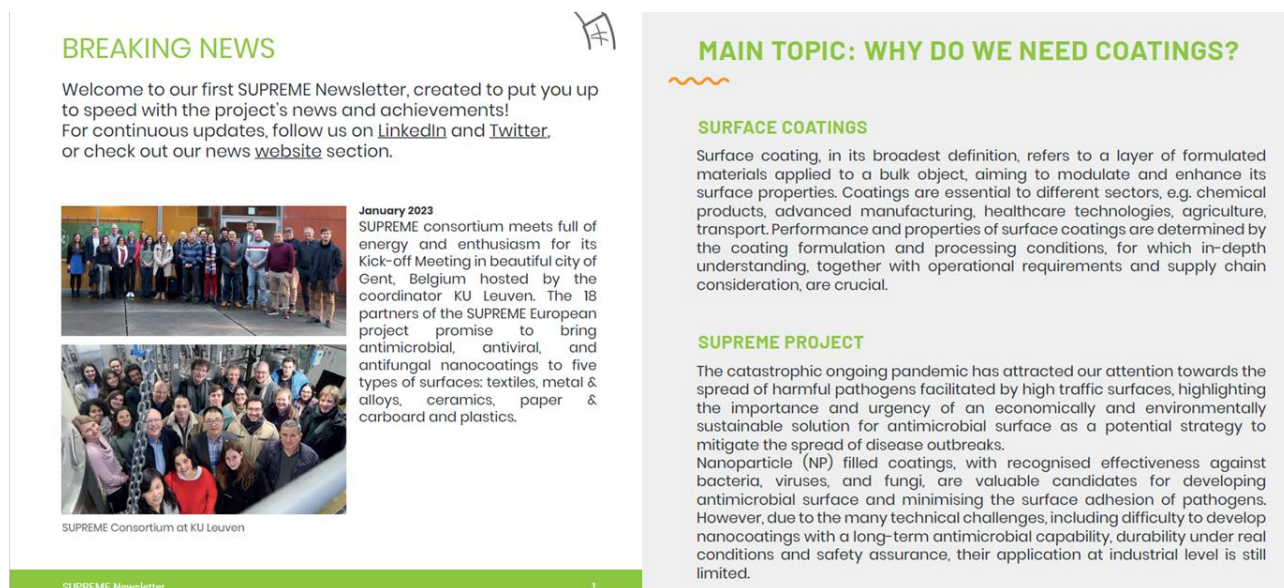 BREAKING NEWS
Welcome to our first SUPREME Newsletter, created to put you up
to speed with the project's news and achievements!
For continuous updates, follow us on LinkedIn and Twitter,
or check out our news website section.
January 2023
SUPREME consortium meets full of
energy and enthusiasm for its
Kick-off Meeting in beautiful city of
Gent, Belgium hosted by the
coordinator KU Leuven. The 18
partners of the SUPREME European
project promise to bring
antimicrobial, antiviral, and
antifungal nanocoatings to five
types of surfaces: textiles, metal &
alloys, ceramics, paper &
carboard and plastics.
SUPREME Consortium at KU Leuven
SUPREME Newsletter 1
MAIN TOPIC: WHY DO WE NEED COATINGS?
SURFACE COATINGS
Surface coating, in its broadest definition, refers to a layer of formulated
materials applied to a bulk object, aiming to modulate and enhance its
surface properties. Coatings are essential to different sectors, e.g. chemical
products, advanced manufacturing, healthcare technologies, agriculture,
transport. Performance and properties of surface coatings are determined by
the coating formulation and processing conditions, for which in-depth
understanding, together with operational requirements and supply chain
consideration, are crucial.
SUPREME PROJECT
The catastrophic ongoing pandemic has attracted our attention towards the
spread of harmful pathogens facilitated by high traffic surfaces, highlighting
the importance and urgency of an economically and environmentally
sustainable solution for antimicrobial surface as a potential strategy to
mitigate the spread of disease outbreaks.
Nanoparticle (NP) filled coatings, with recognised effectiveness against
bacteria, viruses, and fungi, are valuable candidates for developing
antimicrobial surface and minimising the surface adhesion of pathogens.
However, due to the many technical challenges, including difficulty to develop
nanocoatings with a long-term antimicrobial capability, durability under real
conditions and safety assurance, their application at industrial level is still
limited.